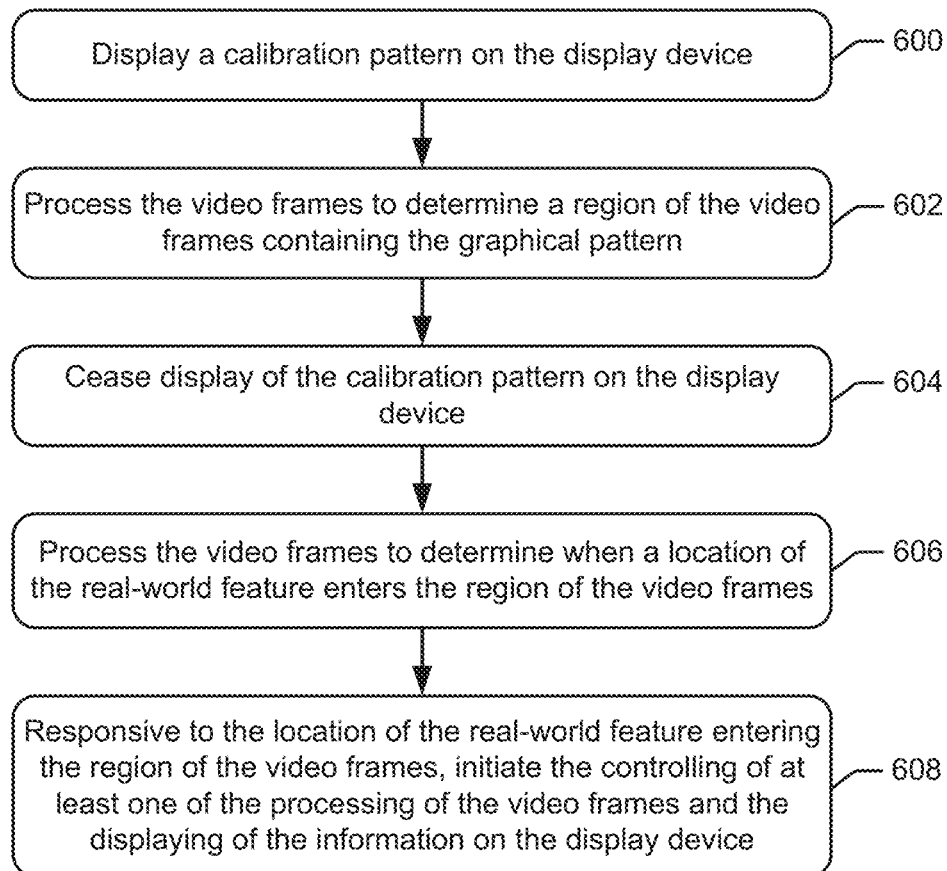 Display a calibration pattern on the display device
600
Process the video frames to determine a region of the video
frames containing the graphical pattern
602
Cease display of the calibration pattern on the display
device
604
Process the video frames to determine when a location of
the real-world feature enters the region of the video frames
606
Responsive to the location of the real-world feature entering
the region of the video frames, initiate the controlling of at
least one of the processing of the video frames and the
displaying of the information on the display device
608